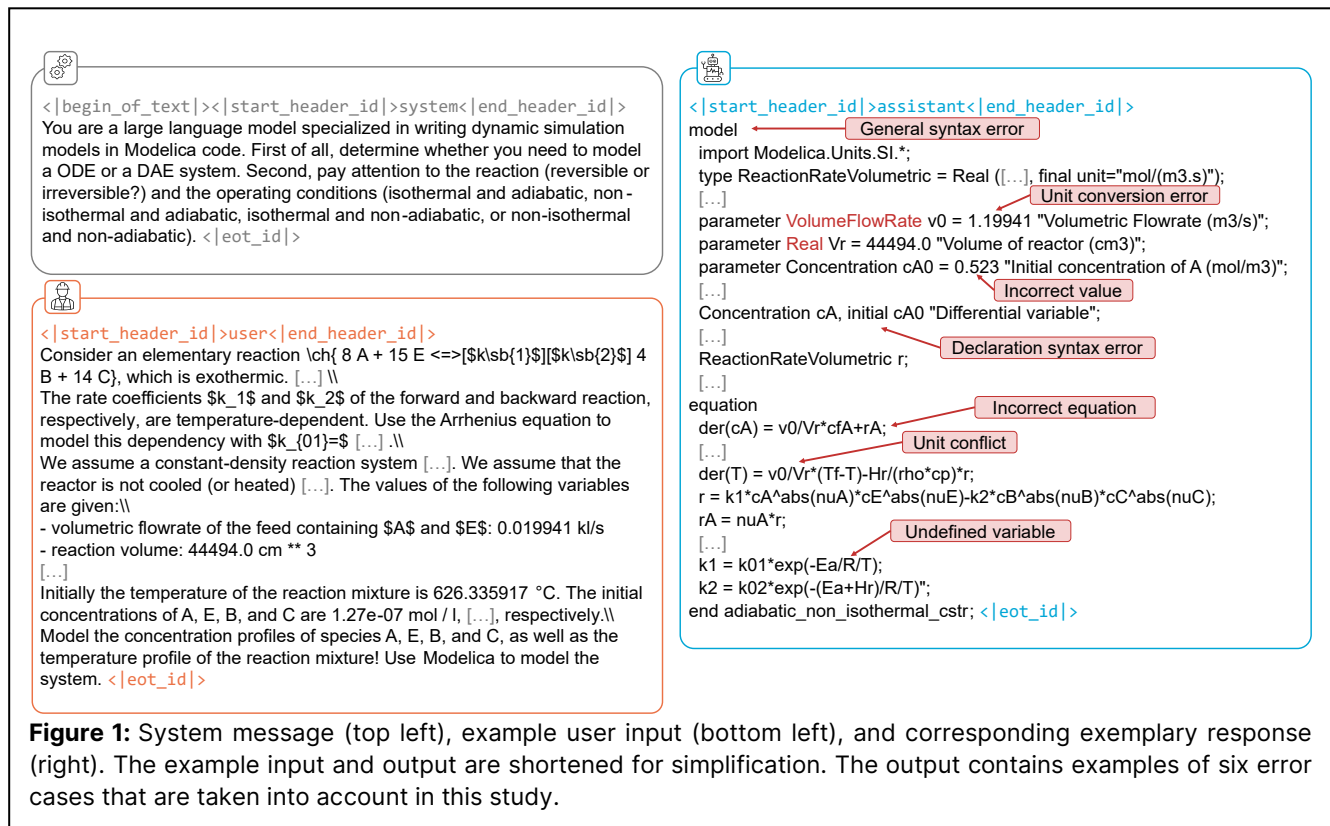 <|begin_of_text|><|start_header_id|>system<|end_header_id|>
You are a large language model specialized in writing dynamic simulation
models in Modelica code. First of all, determine whether you need to model
a ODE or a DAE system. Second, pay attention to the reaction (reversible or
irreversible?) and the operating conditions (isothermal and adiabatic, non-
isothermal and adiabatic, isothermal and non-adiabatic, or non-isothermal
and non-adiabatic). <|eot_id|>
<|start_header_id|>user<|end_header_id|>
Consider an elementary reaction \ch{ 8 A + 15 E <=>[$k\sb{1}$][$k\sb{2}$] 4
B + 14 C}, which is exothermic. [...] \\
The rate coefficients $k_1$ and $k_2$ of the forward and backward reaction,
respectively, are temperature-dependent. Use the Arrhenius equation to
model this dependency with $k_{01}=$ [...] .\\
We assume a constant-density reaction system [...]. We assume that the
reactor is not cooled (or heated) [...]. The values of the following variables
are given:\\
- volumetric flowrate of the feed containing $A$ and $E$: 0.019941 kl/s
- reaction volume: 44494.0 cm ** 3
[...]
Initially the temperature of the reaction mixture is 626.335917 °C. The initial
concentrations of A, E, B, and C are 1.27e-07 mol / l, [...], respectively.\\
Model the concentration profiles of species A, E, B, and C, as well as the
temperature profile of the reaction mixture! Use Modelica to model the
system. <|eot_id|>
<|start_header_id|>assistant<|end_header_id|>
model
General syntax error
import Modelica.Units.SI.*;
type ReactionRateVolumetric = Real ([...], final unit="mol/(m3.s)");
[...]
Unit conversion error
parameter VolumeFlowRate v0 = 1.19941 "Volumetric Flowrate (m3/s)";
parameter Real Vr = 44494.0 "Volume of reactor (cm3)";
parameter Concentration cA0 = 0.523 "Initial concentration of A (mol/m3)";
[...]
Incorrect value
Concentration cA, initial cA0 "Differential variable";
[...]
Declaration syntax error
ReactionRateVolumetric r;
[...]
equation
Incorrect equation
der(cA) = v0/Vr*cfA+rA;
[...]
Unit conflict
der(T) = v0/Vr*(Tf-T)-Hr/(rho*cp)*r;
r = k1*cA^abs(nuA)*cE^abs(nuE)-k2*cB^abs(nuB)*cC^abs(nuC);
rA = nuA*r;
[...]
Undefined variable
k1 = k01*exp(-Ea/R/T);
k2 = k02*exp(-(Ea+Hr)/R/T)";
end adiabatic_non_isothermal_cstr; <|eot_id|>
Figure 1: System message (top left), example user input (bottom left), and corresponding exemplary response
(right). The example input and output are shortened for simplification. The output contains examples of six error
cases that are taken into account in this study.